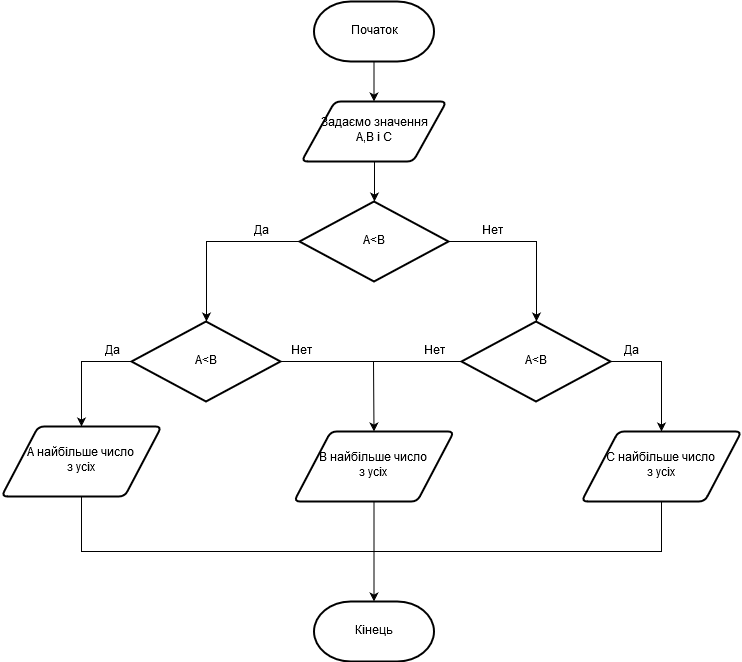 Початок
Задаємо значення
А,В і С
А<В
Да
Нет
А<В
Да
Нет
А<В
Нет
Да
А найбільше число
з усіх
В найбільше число
з усіх
С найбільше число
з усіх
Кінець